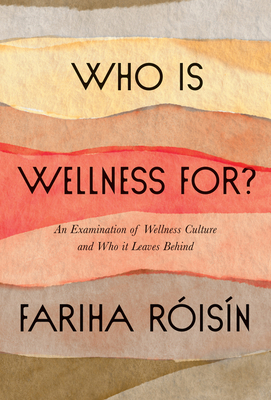 WHO IS
WELLNESS FOR?
An Examination of Wellness Culture
and Who it Leaves Behind
FARIHA RÓISÍN